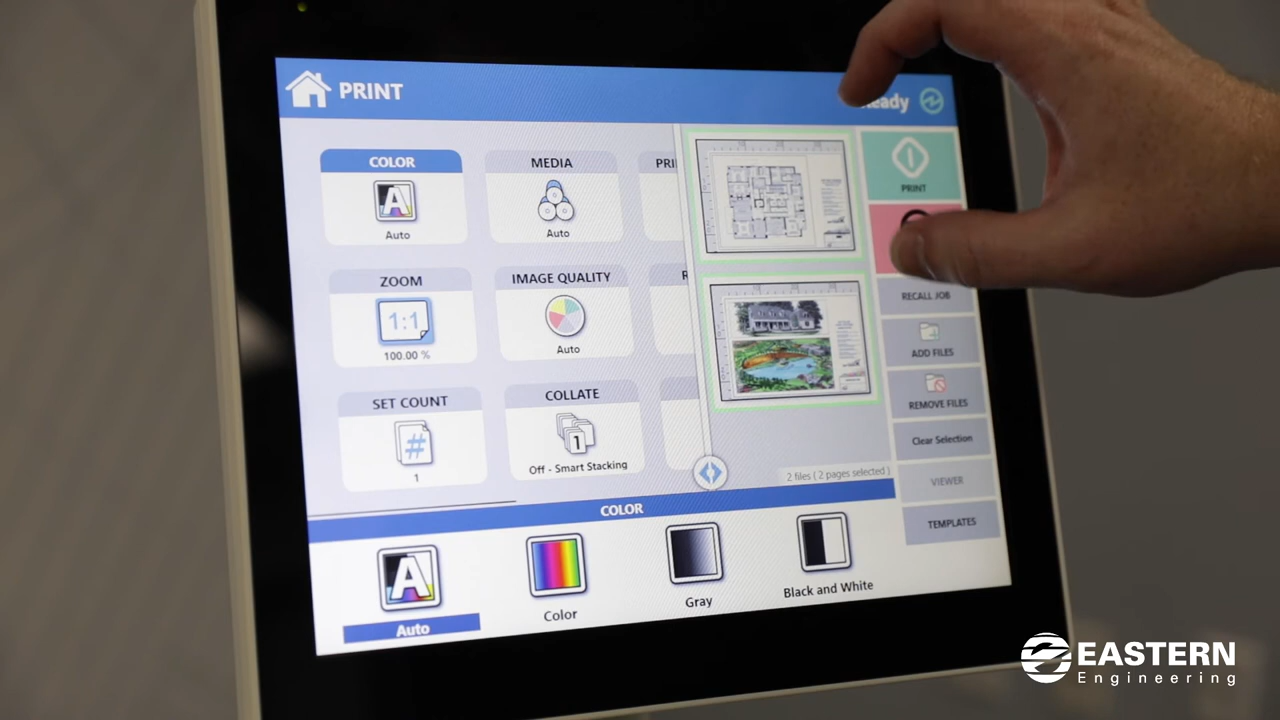 PRINT
COLOR
A
Auto
MEDIA
Auto
ZOOM
1:1
100.00 %
IMAGE QUALITY
Auto
SET COUNT
#
1
COLLATE
1
Off - Smart Stacking
PRINT
RECALL JOB
ADD FILES
REMOVE FILES
Clear Selection
VIEWER
TEMPLATES
2 files ( 2 pages selected )
COLOR
A
Auto
Color
Gray
Black and White
EASTERN
Engineering